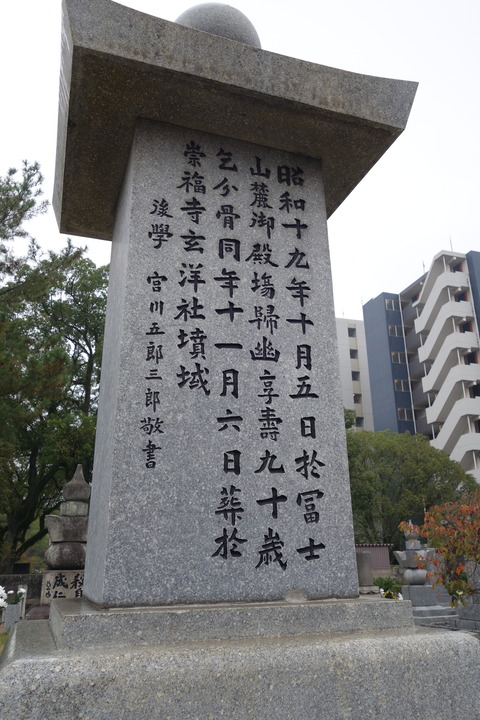 昭和十九年十月五日於冨士
山麓御殿塲歸幽享壽九十歳
乞分骨同年十一月六日葬於
崇福寺玄洋社墳域
後學 宮川五郎三郎敬書
成仁